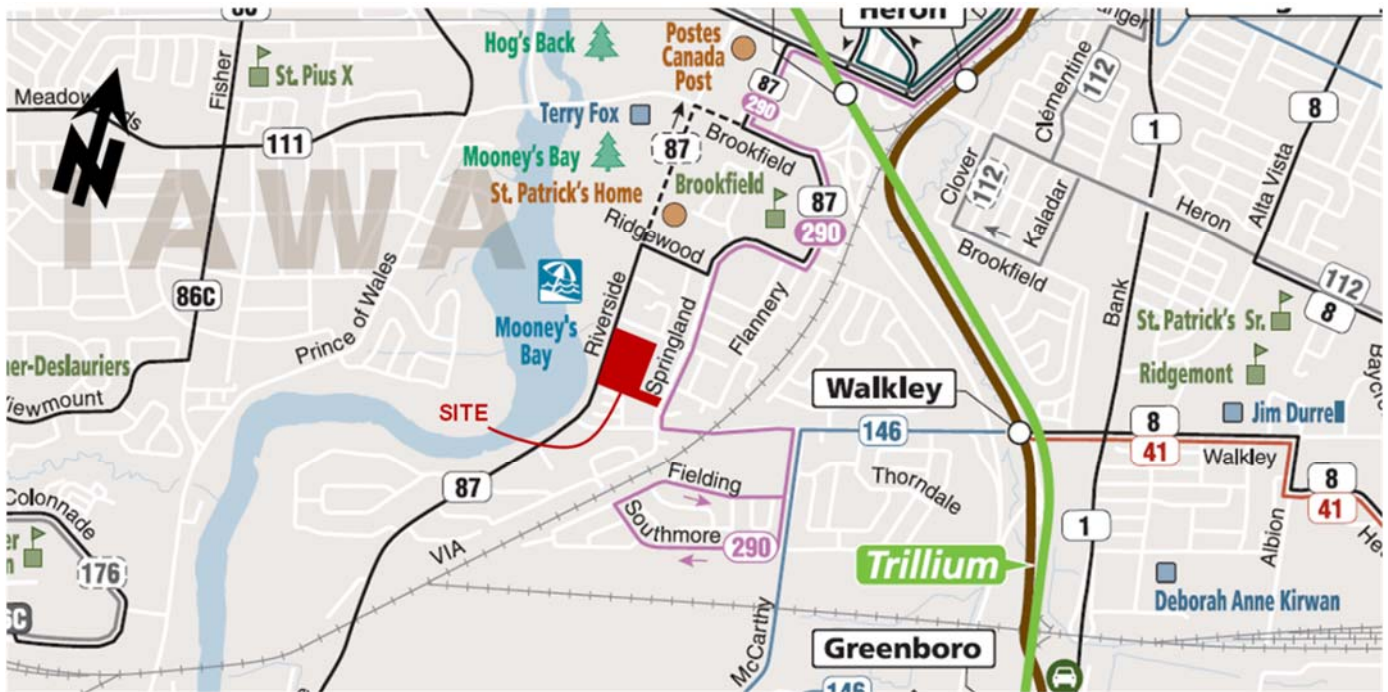 Heron
Hog's Back
Postes
Canada
Post
Fisher
St. Pius X
112
Clémentine
87
290
8
Meadowlands
N
Terry Fox
1
111
87
Brookfield
Mooney's Bay
Alta Vista
Clover
112
St. Patrick's Home
Brookfield
87
Kaladar
Heron
TAWA
Ridgewood
290
Brookfield
112
86C
8
Prince of Wales
Riverside
Flannery
Bank
St. Patrick's Sr.
Mooney's
Bay
Springland
er-Deslauriers
Viewmount
Walkley
Ridgemont
SITE
Jim Durrell
146
8
41
Walkley
87
Fielding
Thorndale
8
41
Colonnade
Southmore
290
1
Albion
VIA
176
Trillium
Deborah Anne Kirwan
McCarthy
Greenboro
146